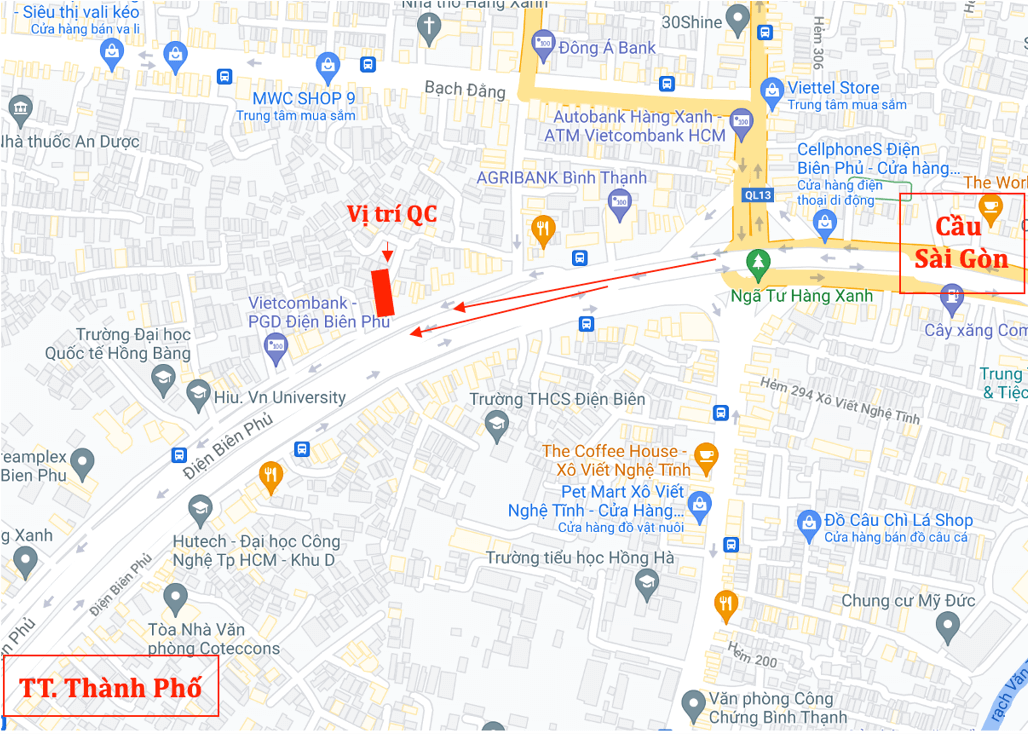 - Siêu thị vali kéo
Cửa hàng bán va li
Nhà thờ Hàng Xanh
30Shine
Hẻm 306
Đông Á Bank
MWC SHOP 9
Trung tâm mua sắm
Bạch Đằng
Viettel Store
Trung tâm mua sắm
Nhà thuốc An Dược
Autobank Hàng Xanh -
ATM Vietcombank HCM
CellphoneS Điện
Biên Phủ - Cửa hàng...
Cửa hàng điện
thoại di động
AGRIBANK Bình Thạnh
The Worl
QL13
Vị trí QC
Cầu
Sài Gòn
Ngã Tư Hàng Xanh
Vietcombank -
PGD Điện Biên Phủ
Cây xăng Com
Trường Đại học
Quốc tế Hồng Bàng
Hiu. Vn University
Trường THCS Điện Biên
Hẻm 294 Xô Viết Nghệ Tĩnh
Trung
& Tiệc
Điện Biên Phủ
reamplex
Bien Phu
The Coffee House -
Xô Viết Nghệ Tĩnh
Pet Mart Xô Viết
Nghệ Tĩnh - Cửa Hàng...
Cửa hàng đồ vật nuôi
Đồ Câu Chì Lá Shop
Cửa hàng bán đồ câu cá
g Xanh
Hutech - Đại học Công
Nghệ Tp HCM - Khu D
Trường tiểu học Hồng Hà
Điện Biên Phủ
Chung cư Mỹ Đức
Tòa Nhà Văn
phòng Coteccons
n Phủ
Hẻm 200
TT. Thành Phố
Văn phòng Công
Chứng Bình Thạnh
rạch Văn